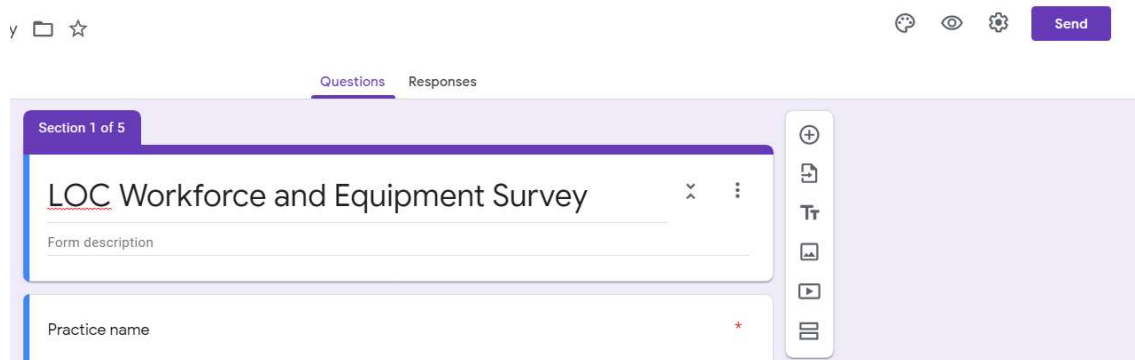 y
Send
Questions Responses
Section 1 of 5
LOC Workforce and Equipment Survey
Form description
Practice name *